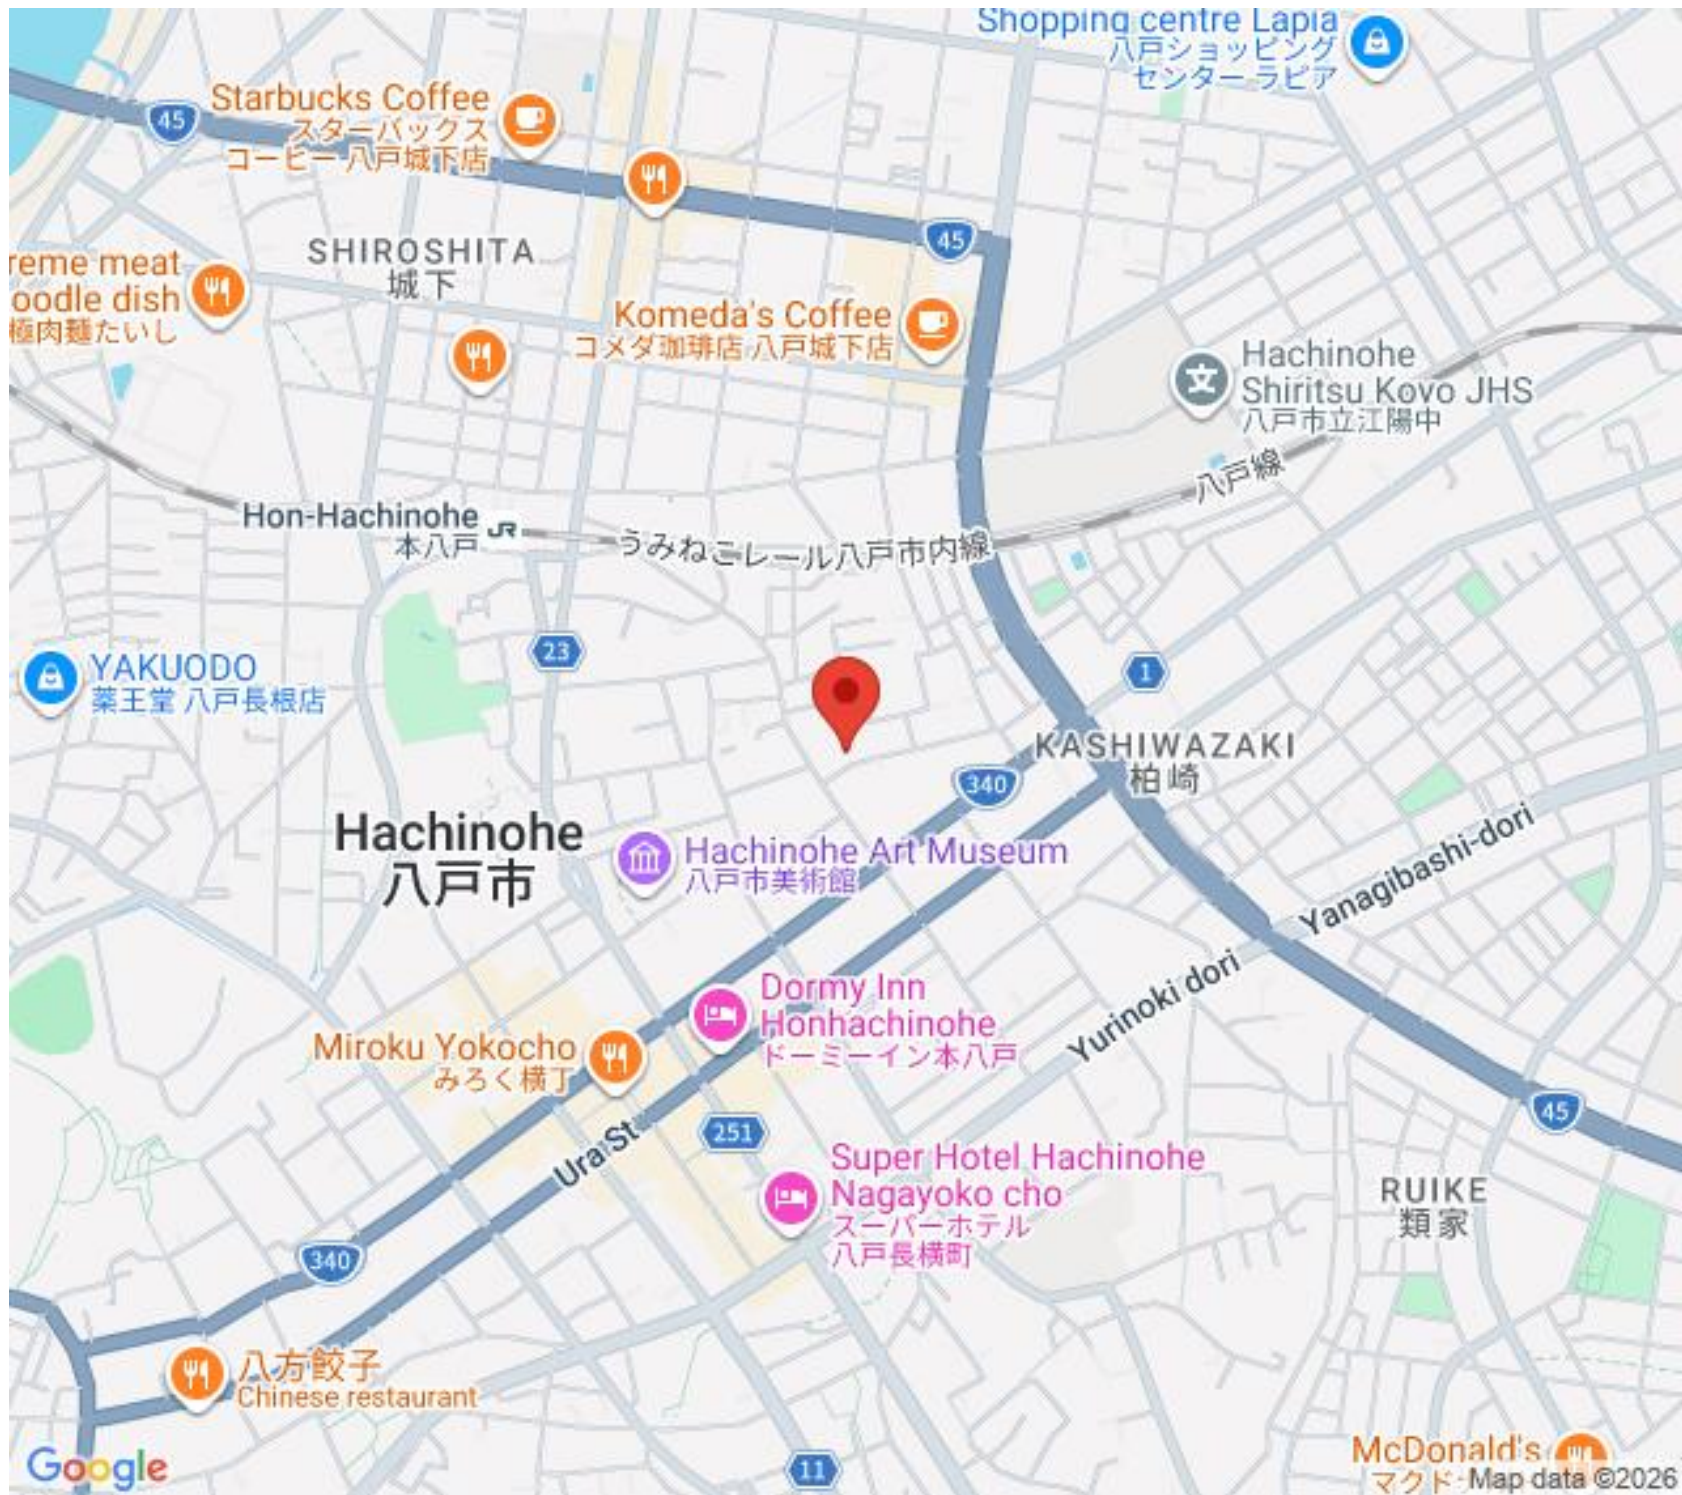 Shopping centre Lapia
八戸ショッピング
センター ラピア
Starbucks Coffee
スターバックス
コーヒー 八戸城下店
45
45
SHIROSHITA
城下
reme meat
oodle dish
極肉麺たいし
Komeda's Coffee
コメダ珈琲店 八戸城下店
Hachinohe
Shiritsu Koyo JHS
八戸市立江陽中
八戸線
Hon-Hachinohe
本八戸
JR
うみねこレール八戸市内線
23
1
YAKUODO
薬王堂 八戸長根店
KASHIWAZAKI
柏崎
340
Hachinohe
八戸市
Hachinohe Art Museum
八戸市美術館
Yanagibashi-dori
Yurinoki dori
Dormy Inn
Honhachinohe
ドーミーイン本八戸
Miroku Yokocho
みろく横丁
251
Ura St
45
Super Hotel Hachinohe
Nagayoko cho
スーパーホテル
八戸長横町
RUIKE
類家
340
八方餃子
Chinese restaurant
11
McDonald's
マクド
Google
Map data ©2026